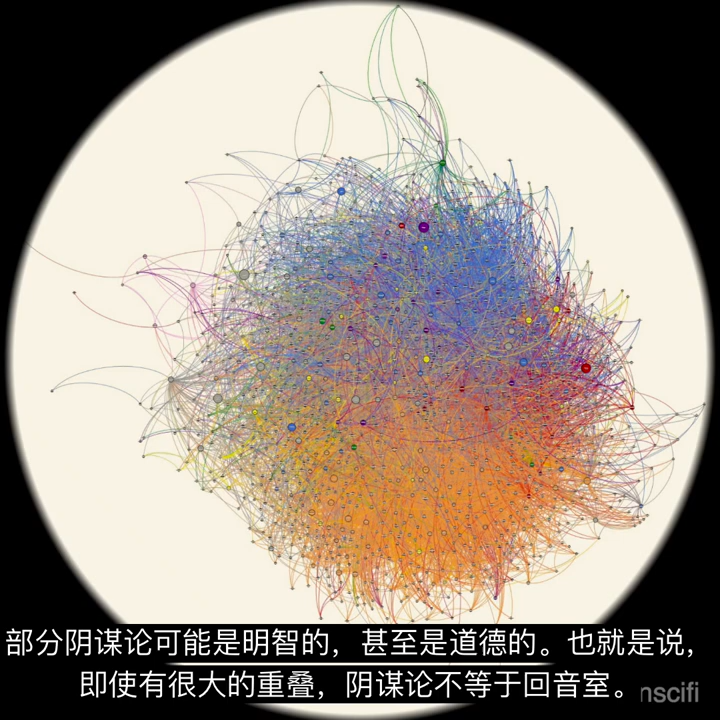 部分阴谋论可能是明智的，甚至是道德的。也就是说，
即使有很大的重叠，阴谋论不等于回音室。
nscifi